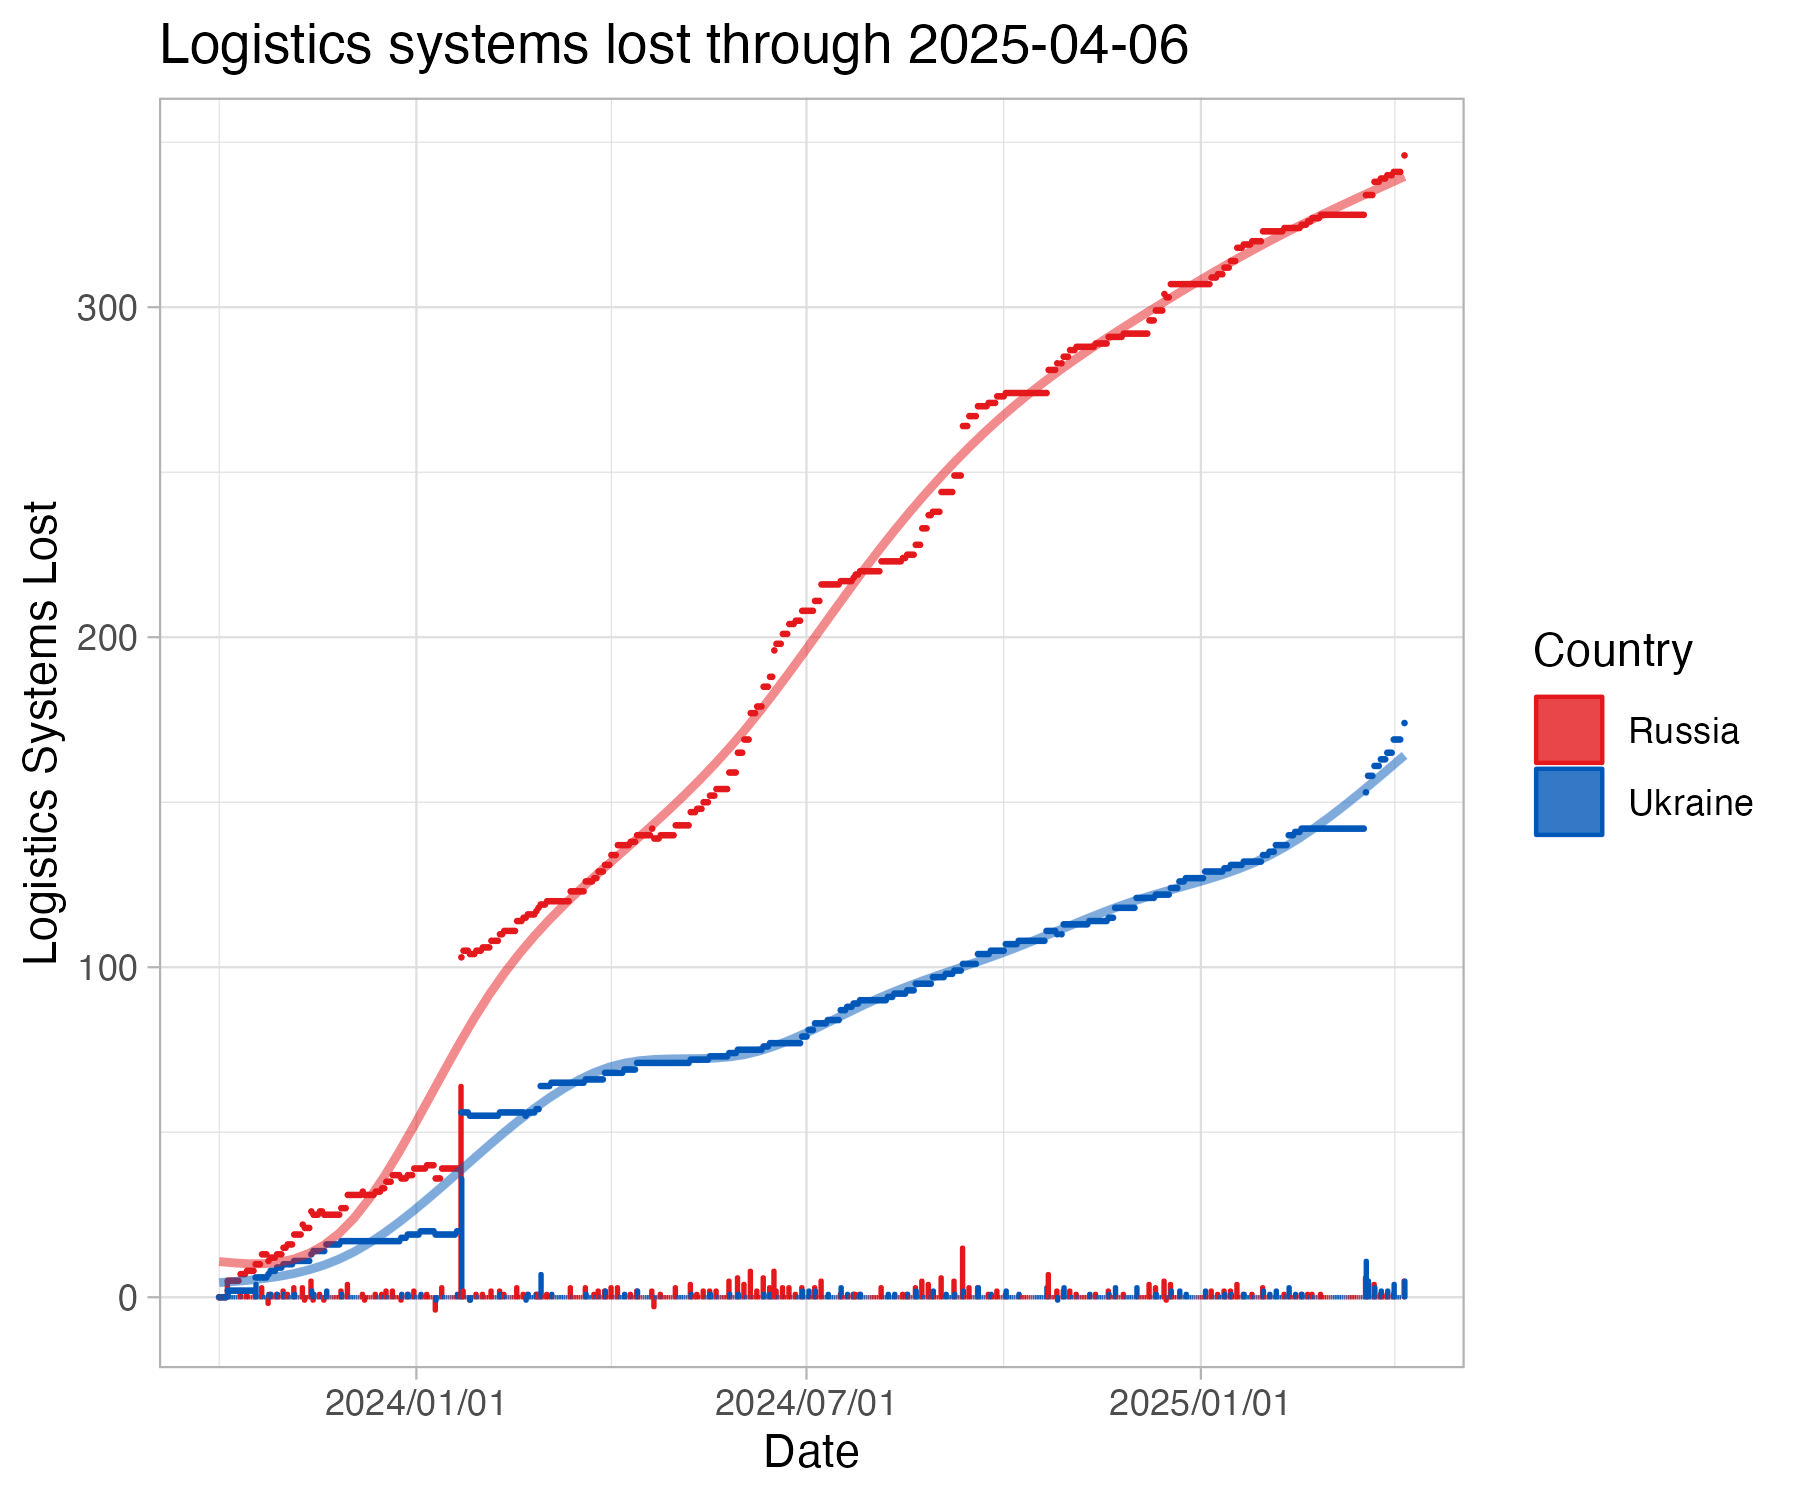 Logistics systems lost through 2025-04-06
Logistics Systems Lost
300
200
100
0
2024/01/01
2024/07/01
2025/01/01
Date
Country
Russia
Ukraine